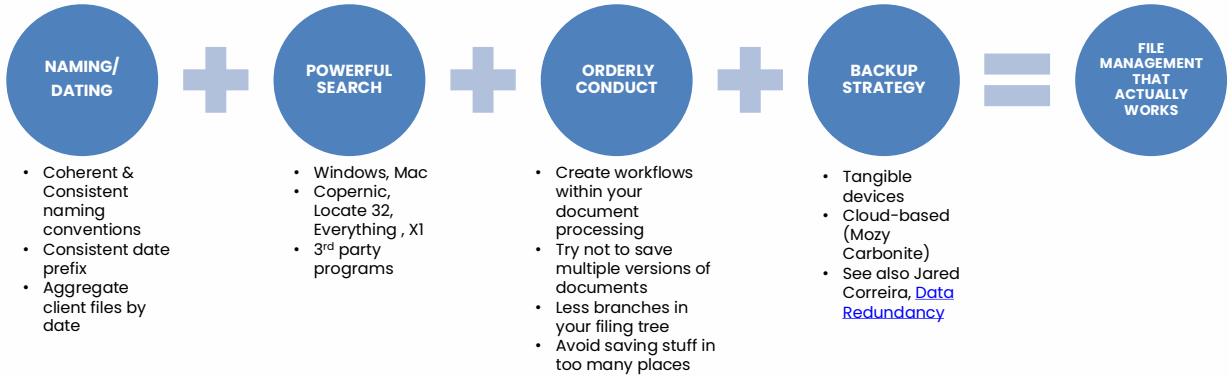 NAMING/
DATING
• Coherent &
Consistent
naming
conventions
• Consistent date
prefix
• Aggregate
client files by
date
POWERFUL
SEARCH
• Windows, Mac
• Copernic,
Locate 32,
Everything , X1
• 3rd party
programs
ORDERLY
CONDUCT
• Create workflows
within your
document
processing
• Try not to save
multiple versions of
documents
• Less branches in
your filing tree
• Avoid saving stuff in
too many places
BACKUP
STRATEGY
• Tangible
devices
• Cloud-based
(Mozy
Carbonite)
• See also Jared
Correira, Data
Redundancy
FILE
MANAGEMENT
THAT
ACTUALLY
WORKS